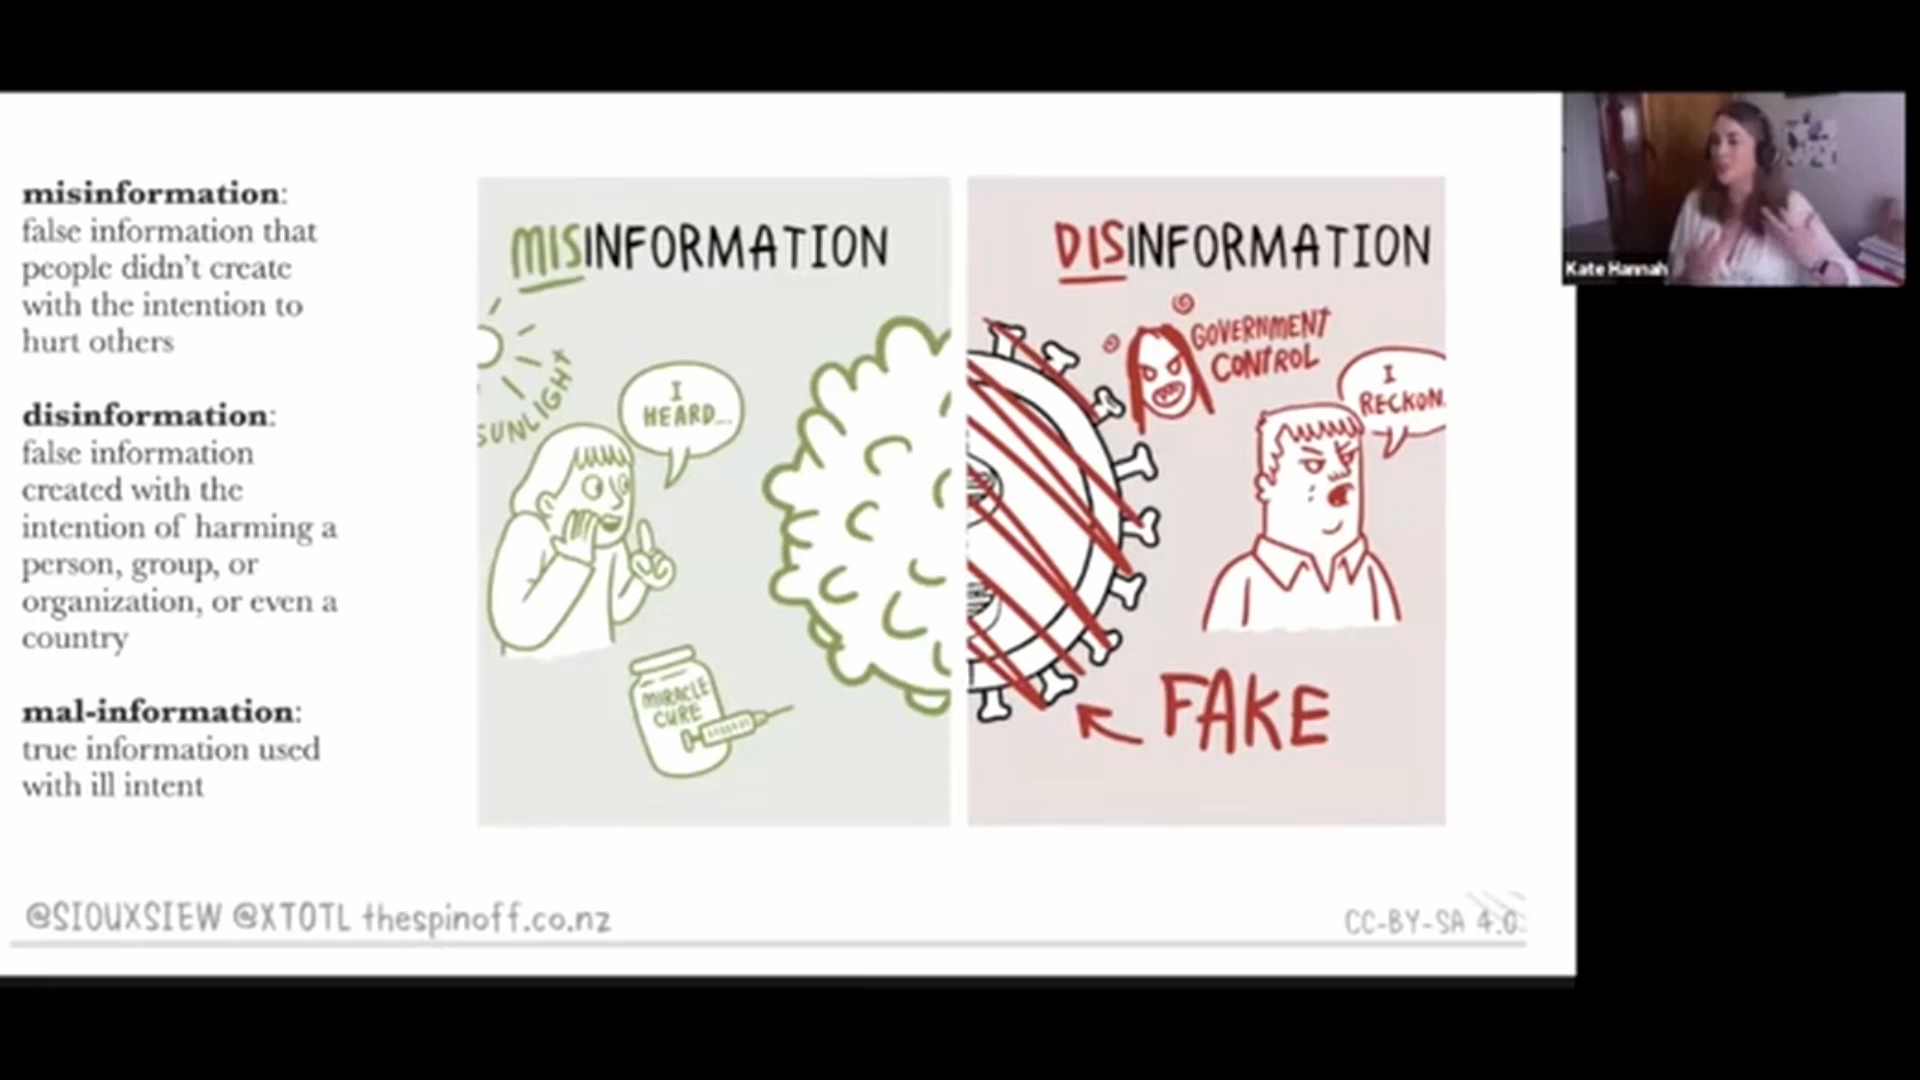 misinformation:
false information that
people didn't create
with the intention to
hurt others
disinformation:
false information
created with the
intention of harming a
person, group, or
organization, or even a
country
mal-information:
true information used
with ill intent
MISINFORMATION
SUNLIGHT
I
HEARD...
MIRACLE
CURE
DISINFORMATION
GOVERNMENT
CONTROL
I
RECKON.
FAKE
@SIOUXSIEW @XTOTL thespinoff.co.nz
CC-BY-SA 4.0
Kate Hannah